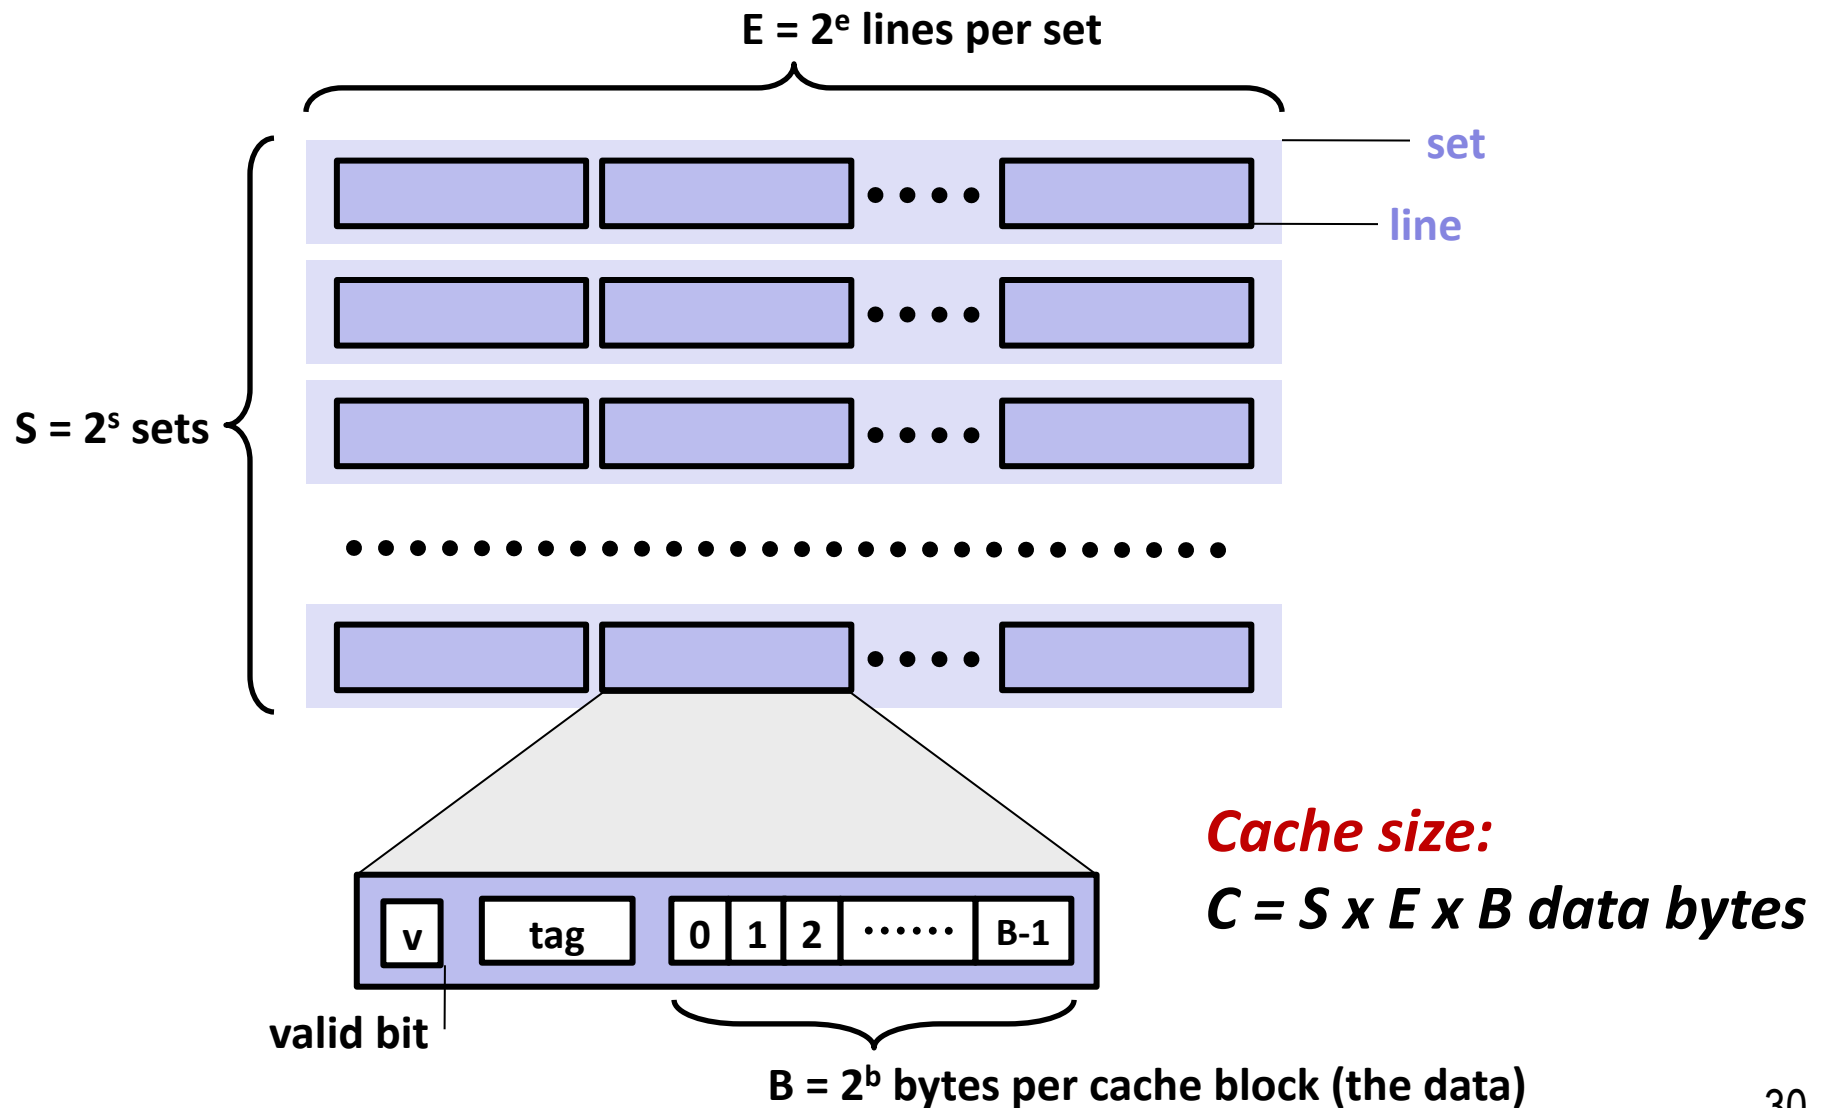 E = 2ᵉ lines per set
set
line
S = 2ˢ sets
Cache size:
C = S x E x B data bytes
v tag 0 1 2 •••••• B-1
valid bit
B = 2ᵇ bytes per cache block (the data)
30